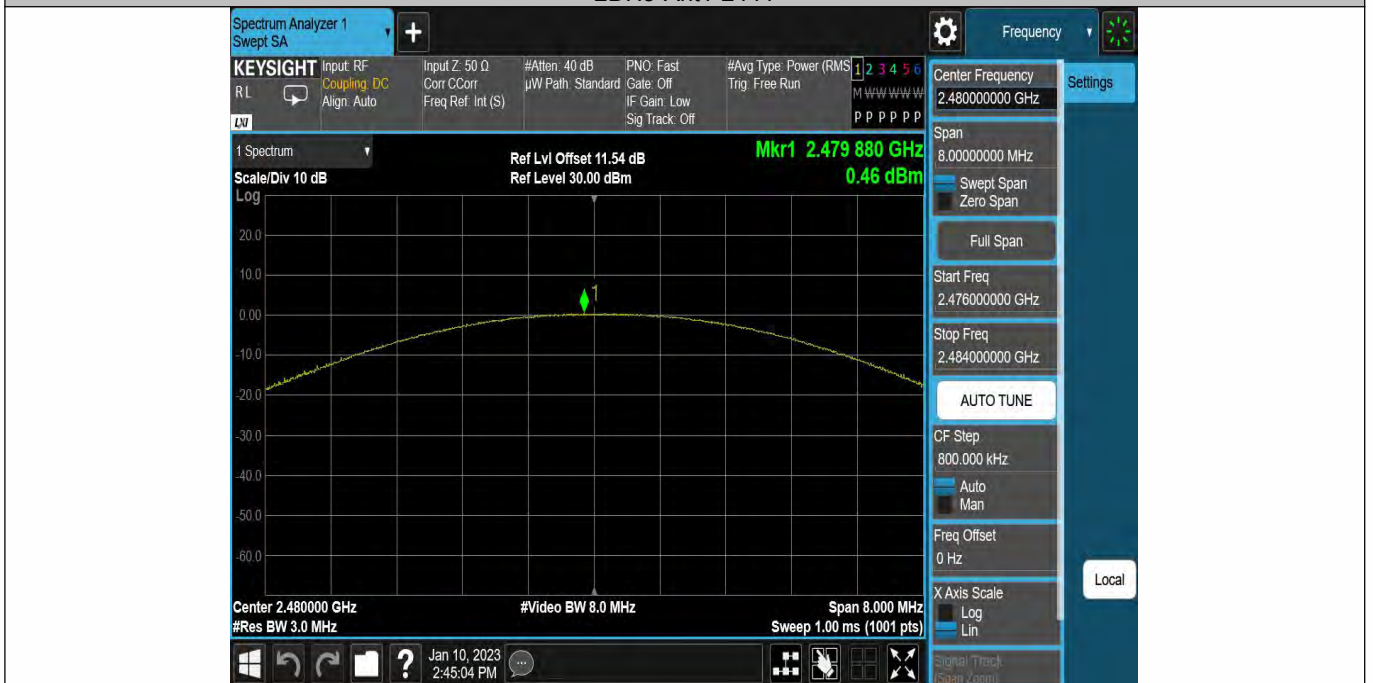 Spectrum Analyzer 1
Swept SA
Frequency
KEYSIGHT
RL
LXI
Input: RF
Coupling: DC
Align: Auto
Input Z: 50 Ω
Corr CCorr
Freq Ref: Int (S)
#Atten: 40 dB
µW Path: Standard
PNO: Fast
Gate: Off
IF Gain: Low
Sig Track: Off
#Avg Type: Power (RMS
Trig: Free Run
1 2 3 4 5 6
M W W W W W
P P P P P P
1 Spectrum
Scale/Div 10 dB
Ref Lvl Offset 11.54 dB
Ref Level 30.00 dBm
Mkr1 2.479 880 GHz
0.46 dBm
Log
20.0
10.0
0.00
-10.0
-20.0
-30.0
-40.0
-50.0
-60.0
1
Center 2.480000 GHz
#Res BW 3.0 MHz
#Video BW 8.0 MHz
Span 8.000 MHz
Sweep 1.00 ms (1001 pts)
Center Frequency
2.480000000 GHz
Settings
Span
8.00000000 MHz
Swept Span
Zero Span
Full Span
Start Freq
2.476000000 GHz
Stop Freq
2.484000000 GHz
AUTO TUNE
CF Step
800.000 kHz
Auto
Man
Freq Offset
0 Hz
X Axis Scale
Log
Lin
Signal Track
(Span Zoom)
Local
?
Jan 10, 2023
2:45:04 PM